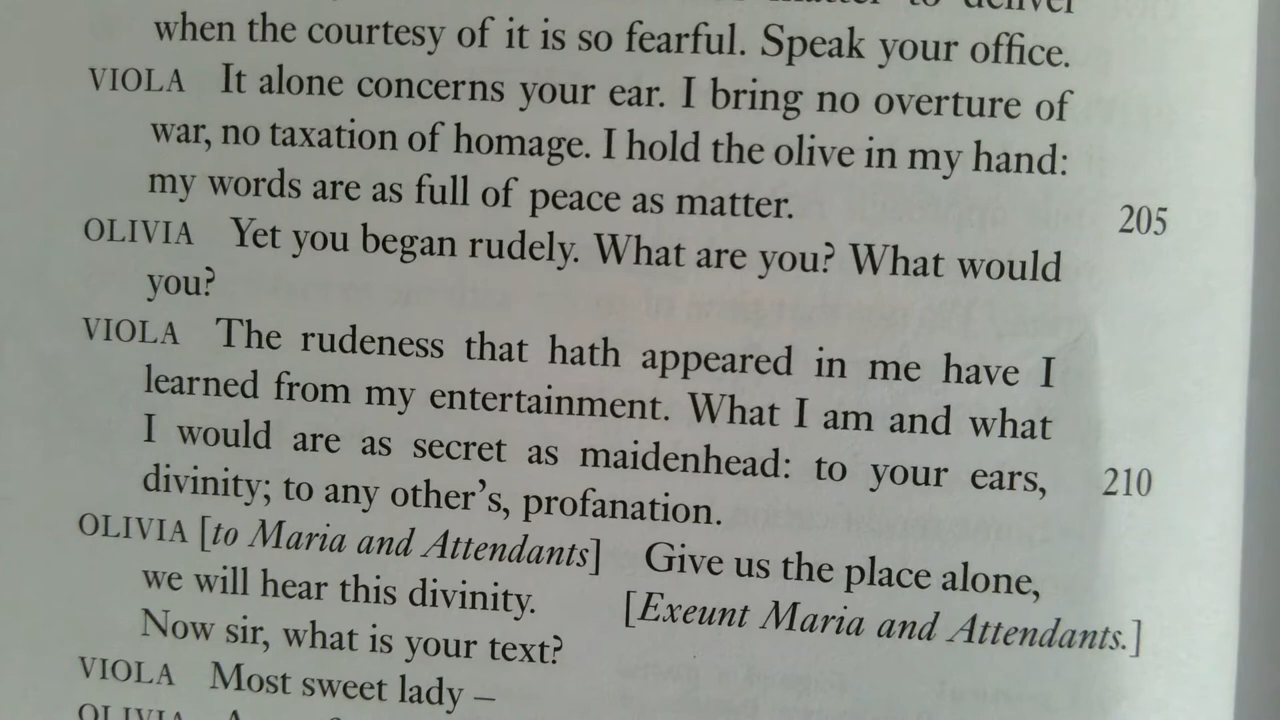 to deliver
when the courtesy of it is so fearful. Speak your office.
VIOLA It alone concerns your ear. I bring no overture of
war, no taxation of homage. I hold the olive in my hand:
my words are as full of peace as matter. 205
OLIVIA Yet you began rudely. What are you? What would
you?
VIOLA The rudeness that hath appeared in me have I
learned from my entertainment. What I am and what
I would are as secret as maidenhead: to your ears, 210
divinity; to any other's, profanation.
OLIVIA [to Maria and Attendants] Give us the place alone,
we will hear this divinity. [Exeunt Maria and Attendants.]
Now sir, what is your text?
VIOLA Most sweet lady –
OLIVIA